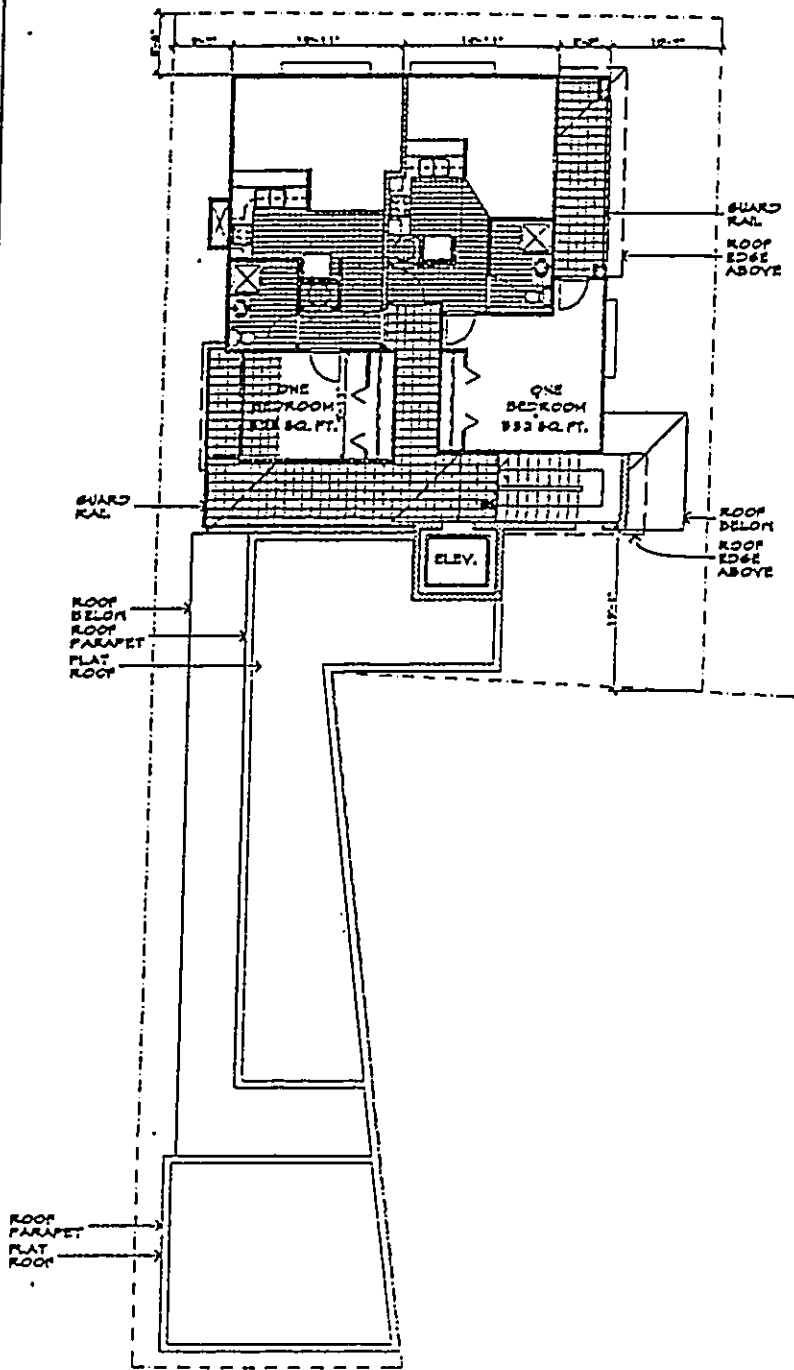 GUARD
RAIL
ROOF
EDGE
ABOVE
ONE
BEDROOM
SQ. FT.
ONE
BEDROOM
532 SQ. FT.
GUARD
RAIL
ELEV.
ROOF
BELOW
ROOF
EDGE
ABOVE
ROOF
BELOW
ROOF
PARAPET
FLAT
ROOF
ROOF
PARAPET
FLAT
ROOF